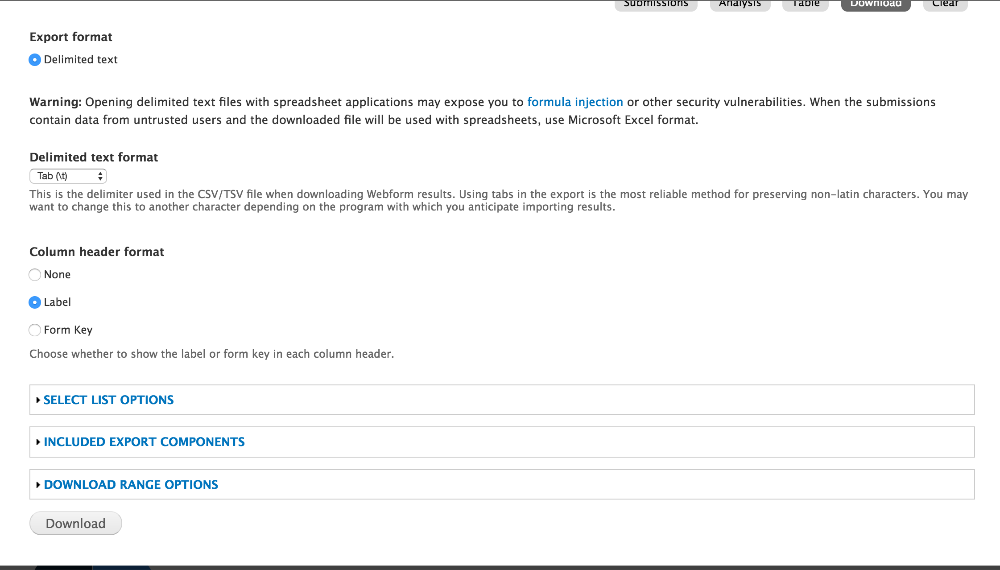 Submissions Analysis Table Download Clear
Export format
Delimited text
Warning: Opening delimited text files with spreadsheet applications may expose you to formula injection or other security vulnerabilities. When the submissions
contain data from untrusted users and the downloaded file will be used with spreadsheets, use Microsoft Excel format.
Delimited text format
Tab (\t)
This is the delimiter used in the CSV/TSV file when downloading Webform results. Using tabs in the export is the most reliable method for preserving non-latin characters. You may
want to change this to another character depending on the program with which you anticipate importing results.
Column header format
None
Label
Form Key
Choose whether to show the label or form key in each column header.
SELECT LIST OPTIONS
INCLUDED EXPORT COMPONENTS
DOWNLOAD RANGE OPTIONS
Download